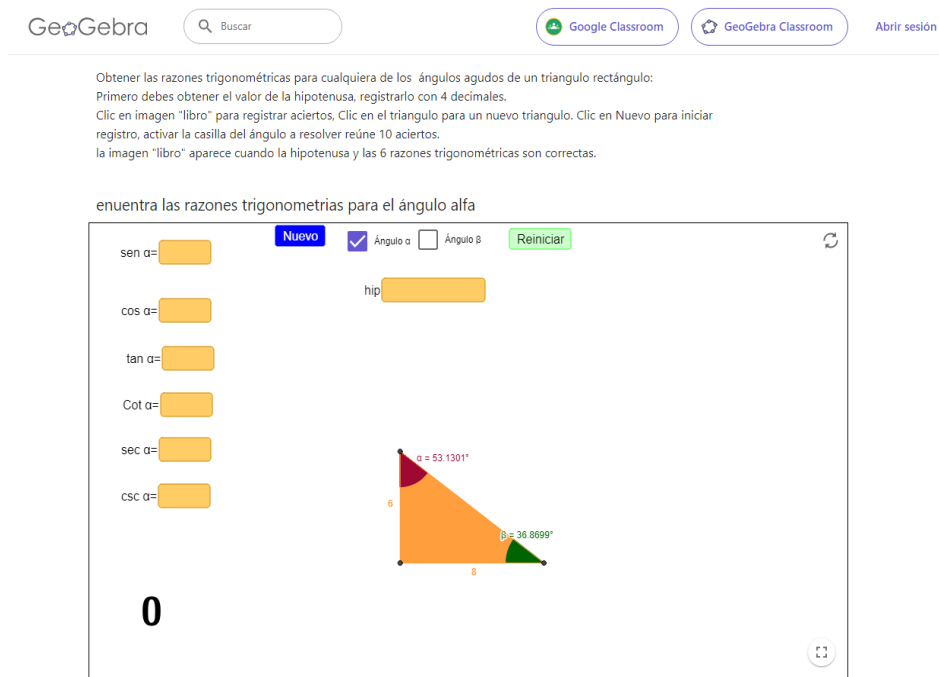 GeoGebra
Buscar
Google Classroom
GeoGebra Classroom
Abrir sesión
Obtener las razones trigonométricas para cualquiera de los  ángulos agudos de un triangulo rectángulo:
Primero debes obtener el valor de la hipotenusa, registrarlo con 4 decimales.
Clic en imagen "libro" para registrar aciertos, Clic en el triangulo para un nuevo triangulo. Clic en Nuevo para iniciar
registro, activar la casilla del ángulo a resolver reúne 10 aciertos.
la imagen "libro" aparece cuando la hipotenusa y las 6 razones trigonométricas son correctas.
enuentra las razones trigonometrias para el ángulo alfa
Nuevo
Ángulo α
Ángulo β
Reiniciar
sen α=
hip
cos α=
tan α=
Cot α=
sec α=
csc α=
α = 53.1301°
6
β = 36.8699°
8
0